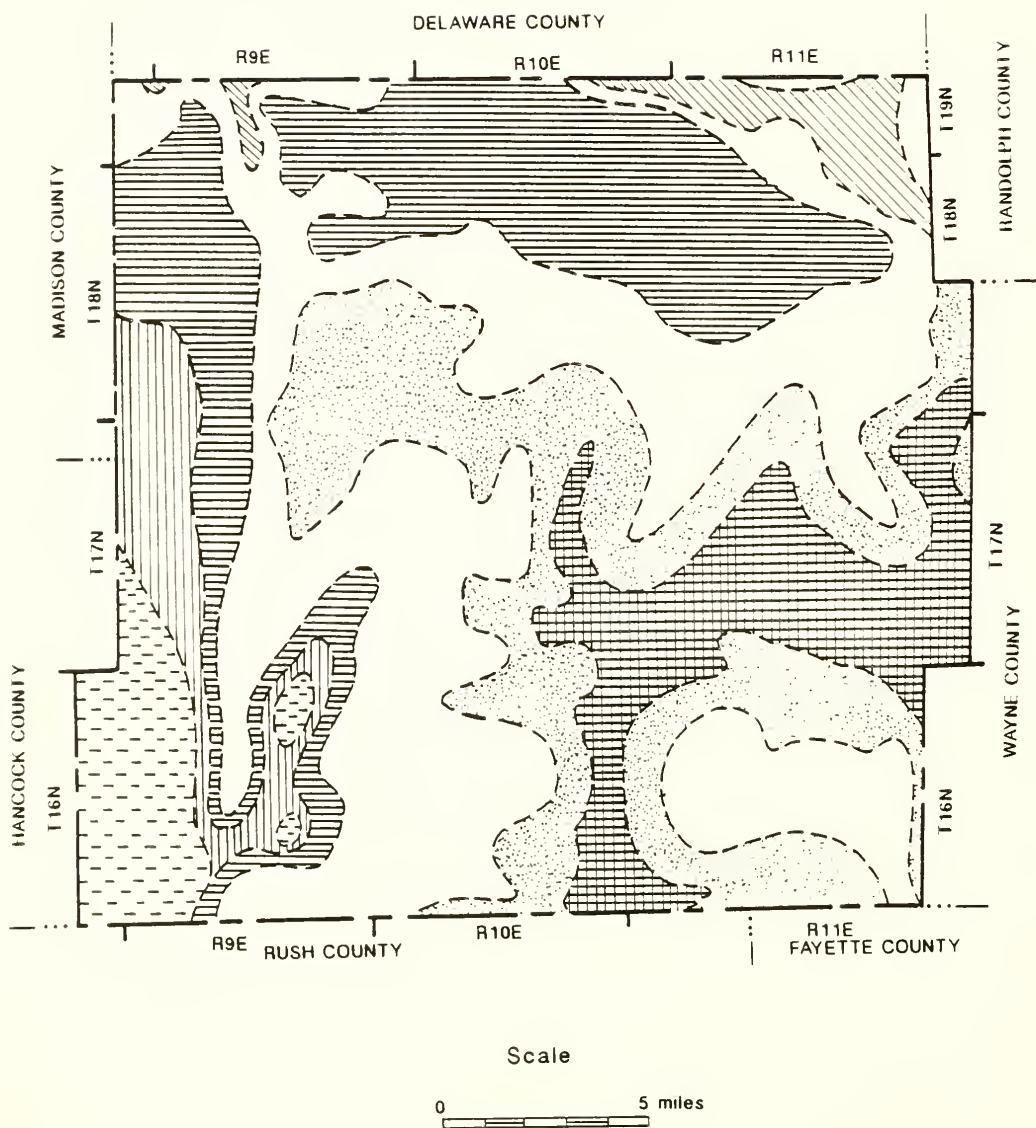 DELAWARE COUNTY
R9E
R10E
R11E
T19N
RANDOLPH COUNTY
T18N
MADISON COUNTY
T18N
T17N
T17N
HANCOCK COUNTY
T16N
WAYNE COUNTY
T16N
R9E
RUSH COUNTY
R10E
R11E
FAYETTE COUNTY
Scale
0 5 miles